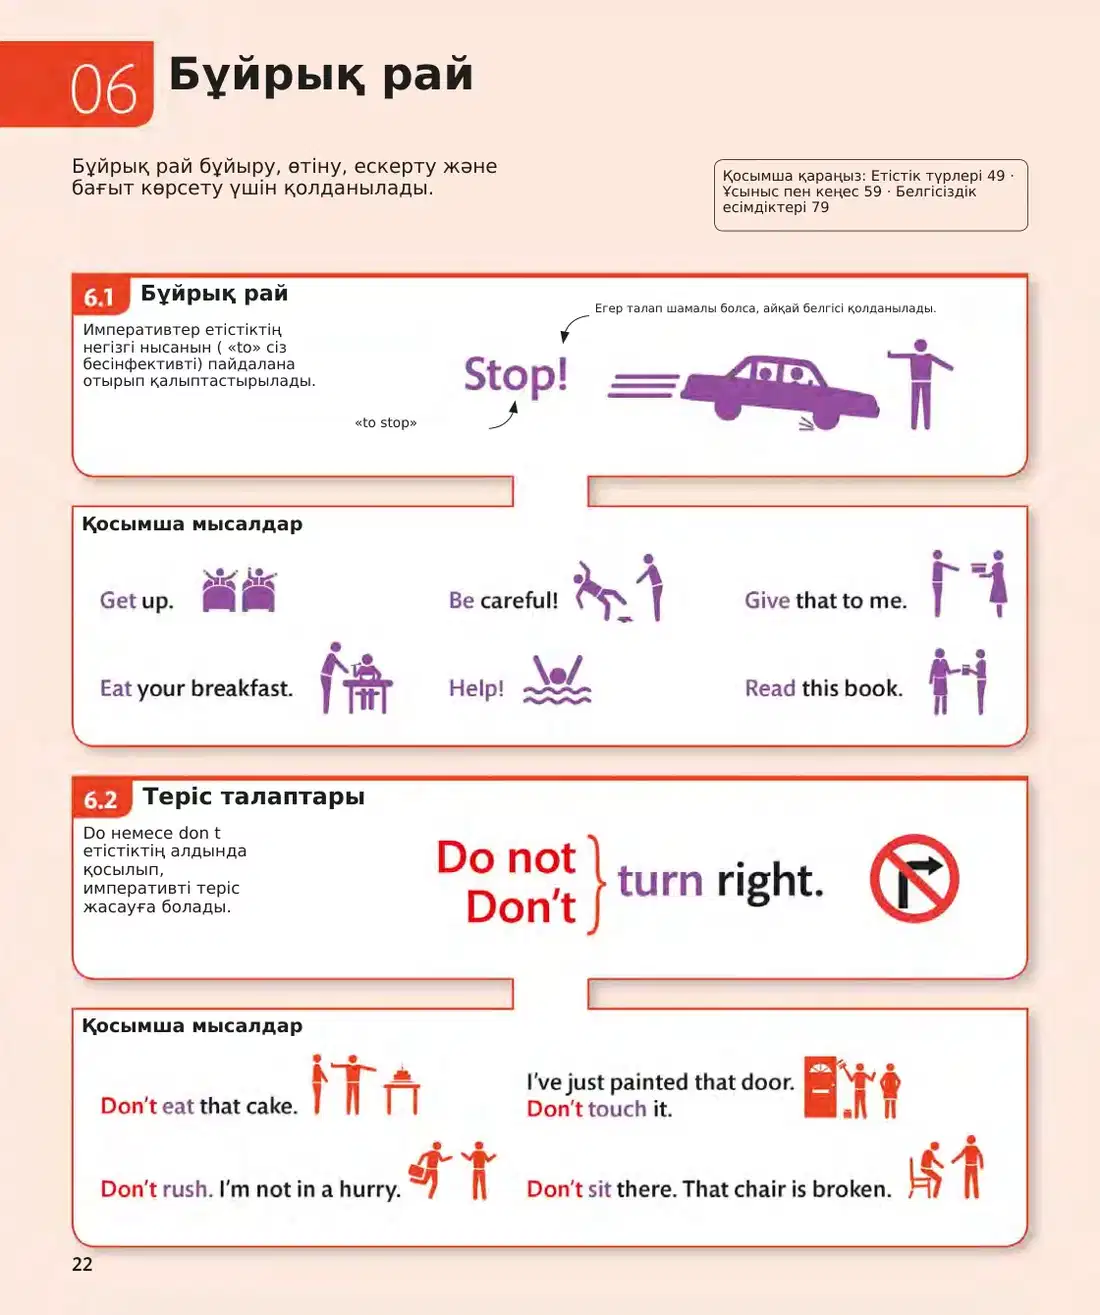 06
Бұйрық рай
Бұйрық рай бұйыру, өтіну, ескерту және
бағыт көрсету үшін қолданылады.
Қосымша қараңыз: Етістік түрлері 49 ·
Ұсыныс пен кеңес 59 · Белгісіздік
есімдіктері 79
6.1
Бұйрық рай
Императивтер етістіктің
негізгі нысанын ( «to» сіз
бесінфективті) пайдалана
отырып қалыптастырылады.
Егер талап шамалы болса, айқай белгісі қолданылады.
Stop!
«to stop»
Қосымша мысалдар
Get up.
Be careful!
Give that to me.
Eat your breakfast.
Help!
Read this book.
6.2
Теріс талаптары
Do немесе don t
етістіктің алдында
қосылып,
императивті теріс
жасауға болады.
Do not
Don't
turn right.
Қосымша мысалдар
Don't eat that cake.
I've just painted that door.
Don't touch it.
Don't rush. I'm not in a hurry.
Don't sit there. That chair is broken.
22